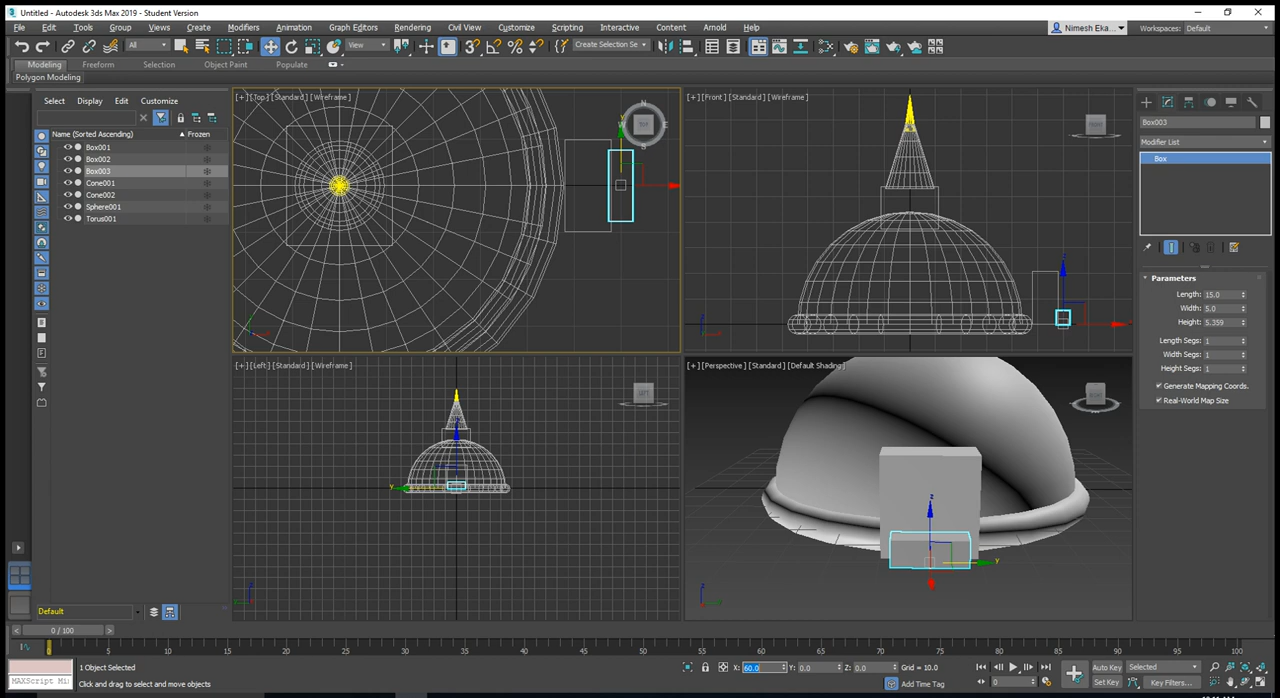 Untitled - Autodesk 3ds Max 2019 - Student Version
File Edit Tools Group Views Create Modifiers Animation Graph Editors Rendering Civil View Customize Scripting Interactive Content Arnold Help
Nimesh Eka... Workspaces: Default
All View Create Selection Se
Modeling Freeform Selection Object Paint Populate
Polygon Modeling
Select Display Edit Customize
Name (Sorted Ascending) Frozen
Box001
Box002
Box003
Cone001
Cone002
Sphere001
Torus001
Default
[+] [Top] [Standard] [Wireframe]
[+] [Front] [Standard] [Wireframe]
[+] [Left] [Standard] [Wireframe]
[+] [Perspective] [Standard] [Default Shading]
Box003
Modifier List
Box
Parameters
Length: 15.0
Width: 5.0
Height: 5.359
Length Segs: 1
Width Segs: 1
Height Segs: 1
Generate Mapping Coords.
Real-World Map Size
0 / 100
0 5 10 15 20 25 30 35 40 45 50 55 60 65 70 75 80 85 90 95 100
1 Object Selected X: 60.0 Y: 0.0 Z: 0.0 Grid = 10.0 Auto Key Selected
MAXScript Mi: Click and drag to select and move objects Add Time Tag 0 Set Key Key Filters...